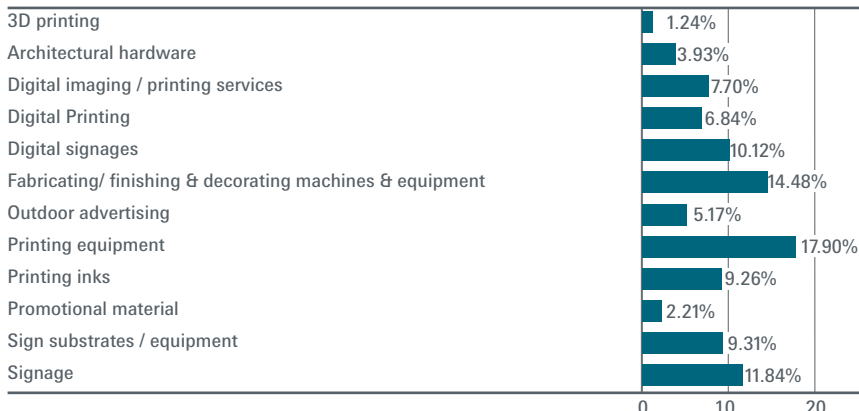 3D printing 1.24%
Architectural hardware 3.93%
Digital imaging / printing services 7.70%
Digital Printing 6.84%
Digital signages 10.12%
Fabricating/ finishing & decorating machines & equipment 14.48%
Outdoor advertising 5.17%
Printing equipment 17.90%
Printing inks 9.26%
Promotional material 2.21%
Sign substrates / equipment 9.31%
Signage 11.84%
0 10 20